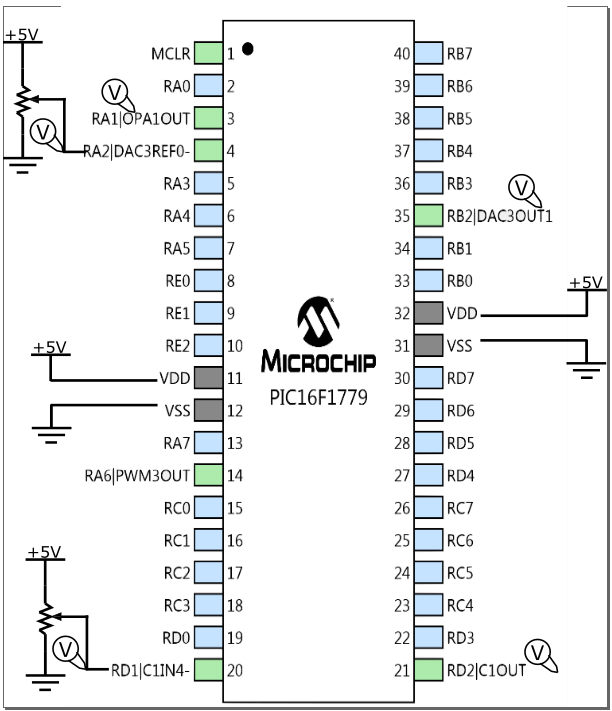 +5V
MCLR 1 40 RB7
RA0 2 39 RB6
V
RA1|OPA1OUT 3 38 RB5
V
RA2|DAC3REF0- 4 37 RB4
RA3 5 36 RB3
V
RA4 6 35 RB2|DAC3OUT1
RA5 7 34 RB1
RE0 8 33 RB0
+5V
RE1 9 32 VDD
RE2 10 31 VSS
+5V
MICROCHIP
VDD 11 30 RD7
PIC16F1779
VSS 12 29 RD6
RA7 13 28 RD5
RA6|PWM3OUT 14 27 RD4
RC0 15 26 RC7
RC1 16 25 RC6
+5V
RC2 17 24 RC5
RC3 18 23 RC4
RD0 19 22 RD3
V
V
RD1|C1IN4- 20 21 RD2|C1OUT